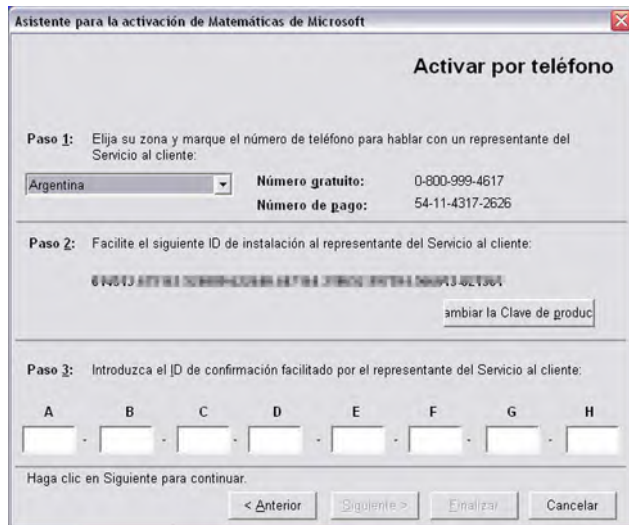 Asistente para la activación de Matemáticas de Microsoft
Activar por teléfono
Paso 1: Elija su zona y marque el número de teléfono para hablar con un representante del
Servicio al cliente:
Argentina Número gratuito: 0-800-999-4617
Número de pago: 54-11-4317-2626
Paso 2: Facilite el siguiente ID de instalación al representante del Servicio al cliente:
ambiar la Clave de produc
Paso 3: Introduzca el ID de confirmación facilitado por el representante del Servicio al cliente:
A B C D E F G H
- - - - - - -
Haga clic en Siguiente para continuar.
< Anterior Siguiente > Finalizar Cancelar